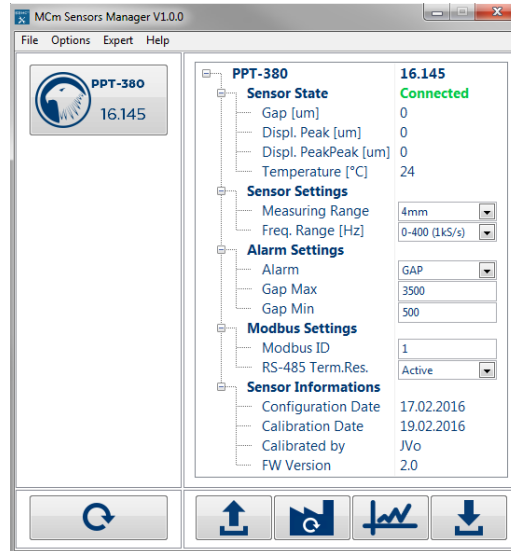 MCm Sensors Manager V1.0.0
File Options Expert Help
PPT-380
16.145
PPT-380 16.145
Sensor State Connected
Gap [um] 0
Displ. Peak [um] 0
Displ. PeakPeak [um] 0
Temperature [°C] 24
Sensor Settings
Measuring Range 4mm
Freq. Range [Hz] 0-400 (1kS/s)
Alarm Settings
Alarm GAP
Gap Max 3500
Gap Min 500
Modbus Settings
Modbus ID 1
RS-485 Term.Res. Active
Sensor Informations
Configuration Date 17.02.2016
Calibration Date 19.02.2016
Calibrated by JVo
FW Version 2.0